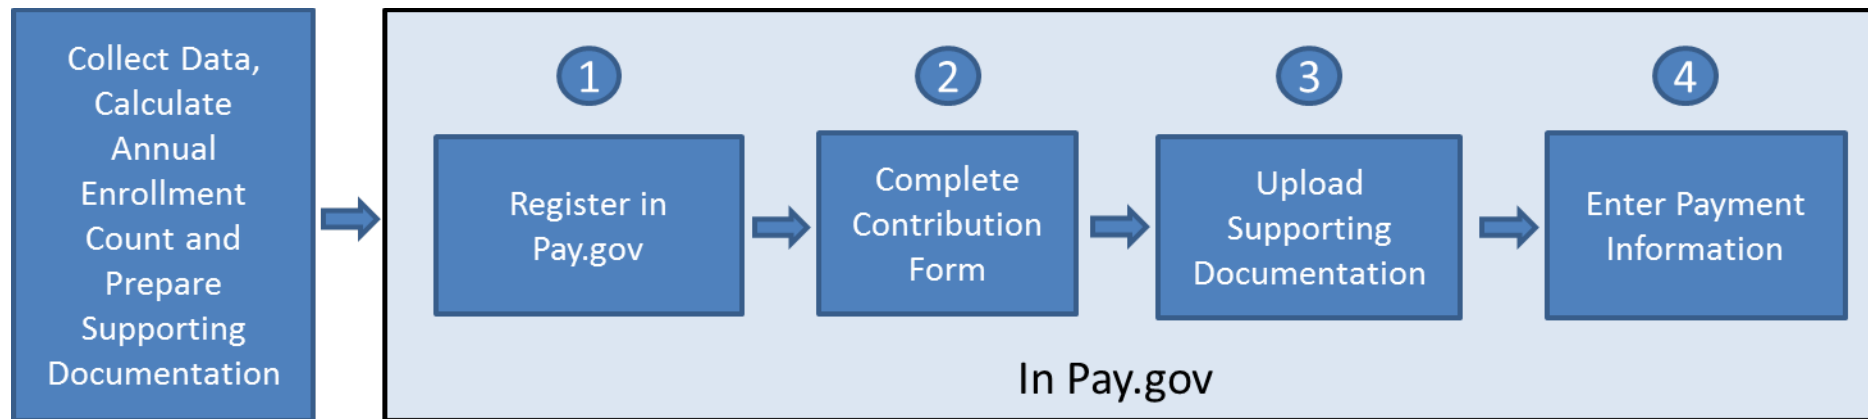 Collect Data,
Calculate
Annual
Enrollment
Count and
Prepare
Supporting
Documentation
1
Register in
Pay.gov
2
Complete
Contribution
Form
3
Upload
Supporting
Documentation
4
Enter Payment
Information
In Pay.gov